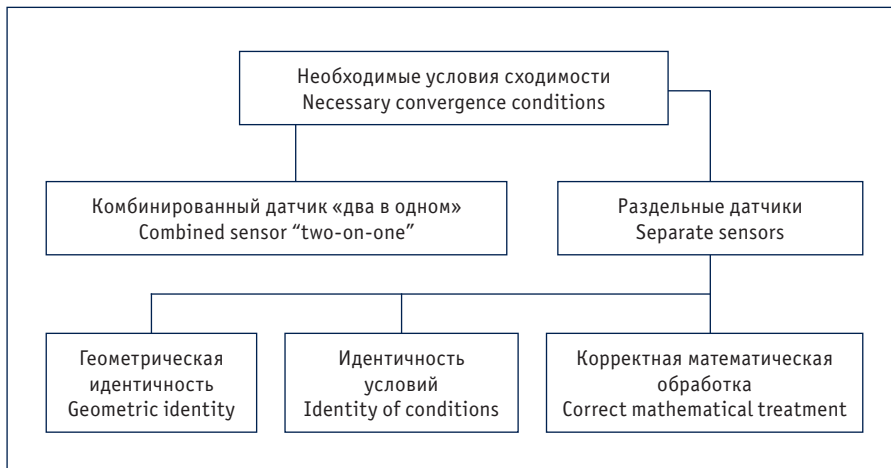 Необходимые условия сходимости
Necessary convergence conditions
Комбинированный датчик «два в одном»
Combined sensor “two-on-one”
Раздельные датчики
Separate sensors
Геометрическая
идентичность
Geometric identity
Идентичность
условий
Identity of conditions
Корректная математическая
обработка
Correct mathematical treatment